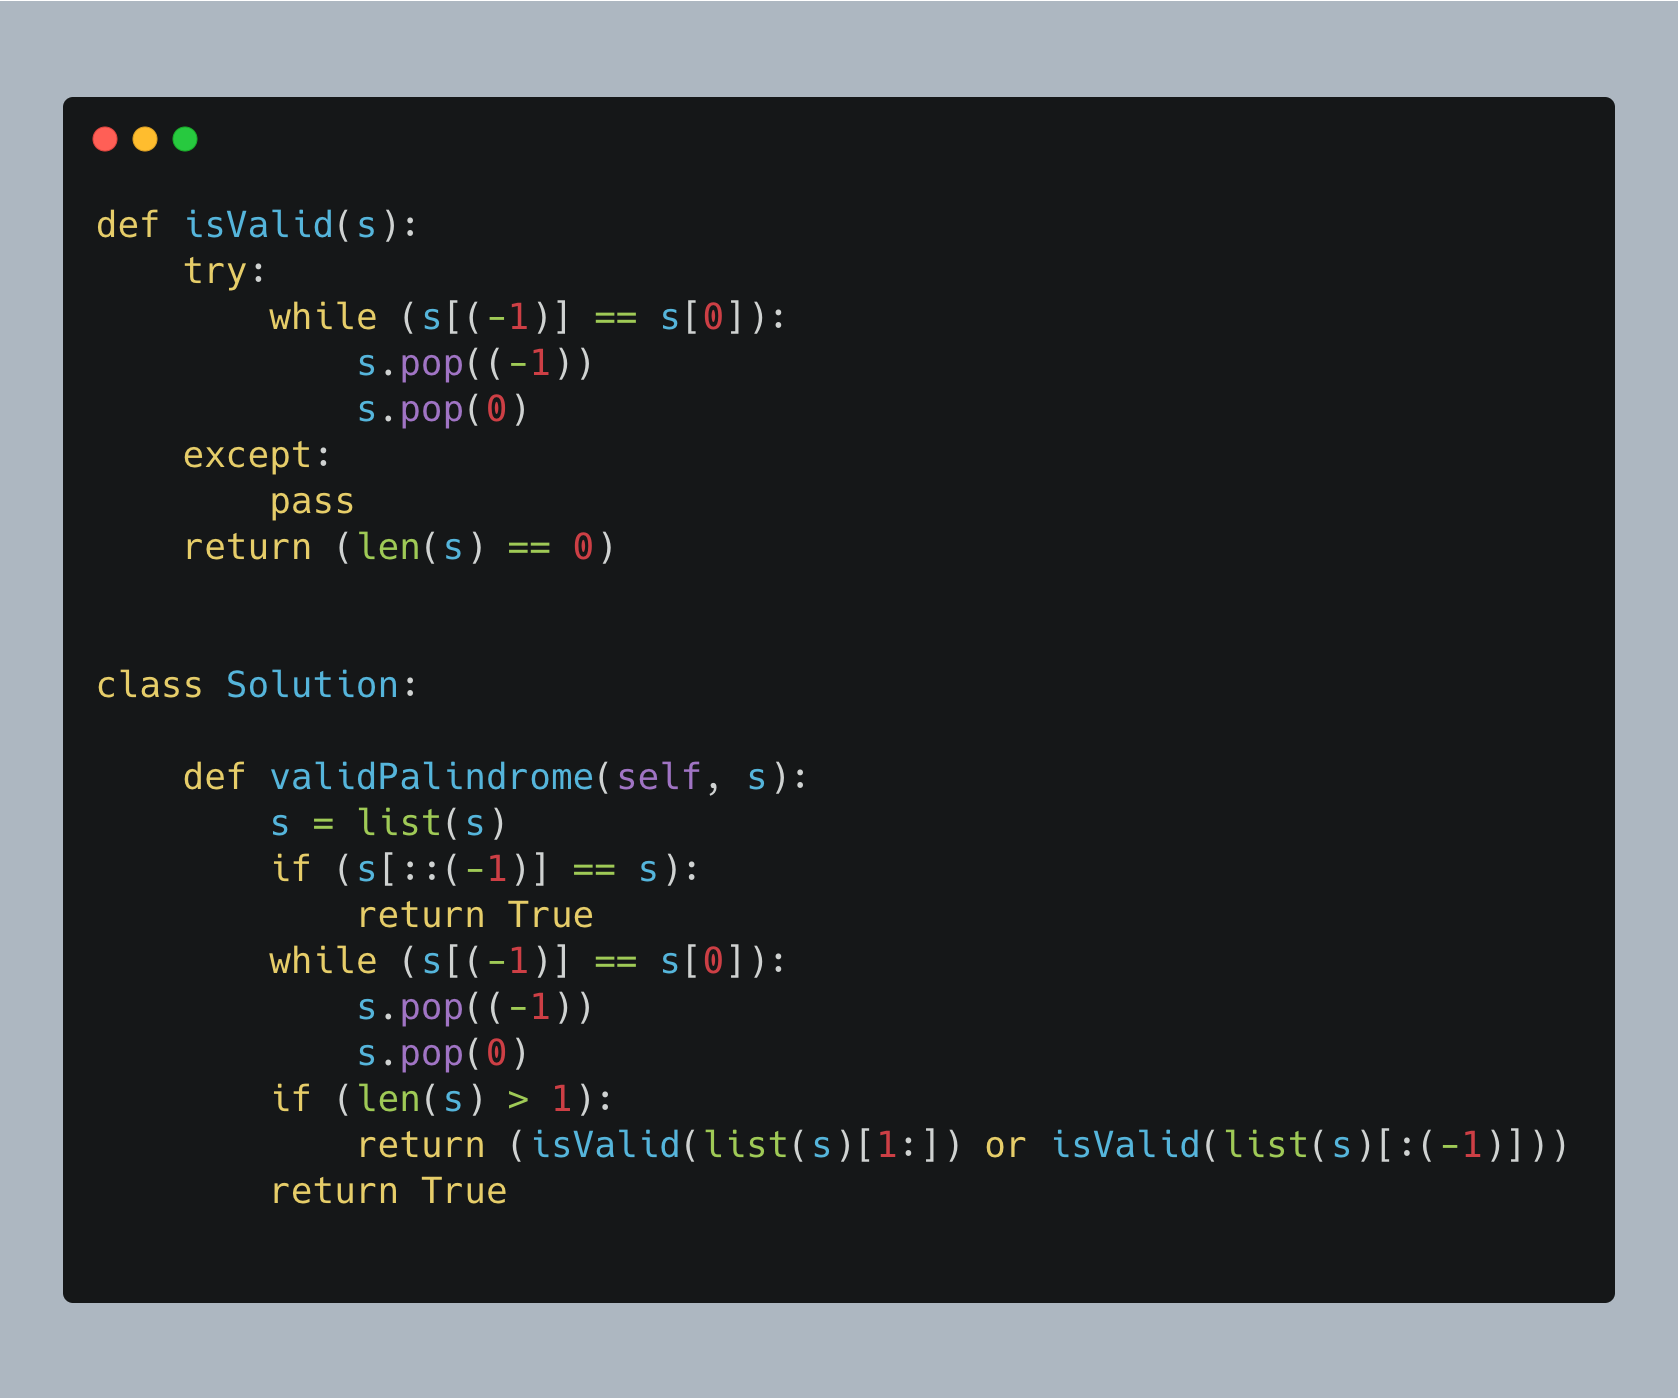 def isValid(s):
    try:
        while (s[(-1)] == s[0]):
            s.pop((-1))
            s.pop(0)
    except:
        pass
    return (len(s) == 0)


class Solution:

    def validPalindrome(self, s):
        s = list(s)
        if (s[::(-1)] == s):
            return True
        while (s[(-1)] == s[0]):
            s.pop((-1))
            s.pop(0)
        if (len(s) > 1):
            return (isValid(list(s)[1:]) or isValid(list(s)[:(-1)]))
        return True